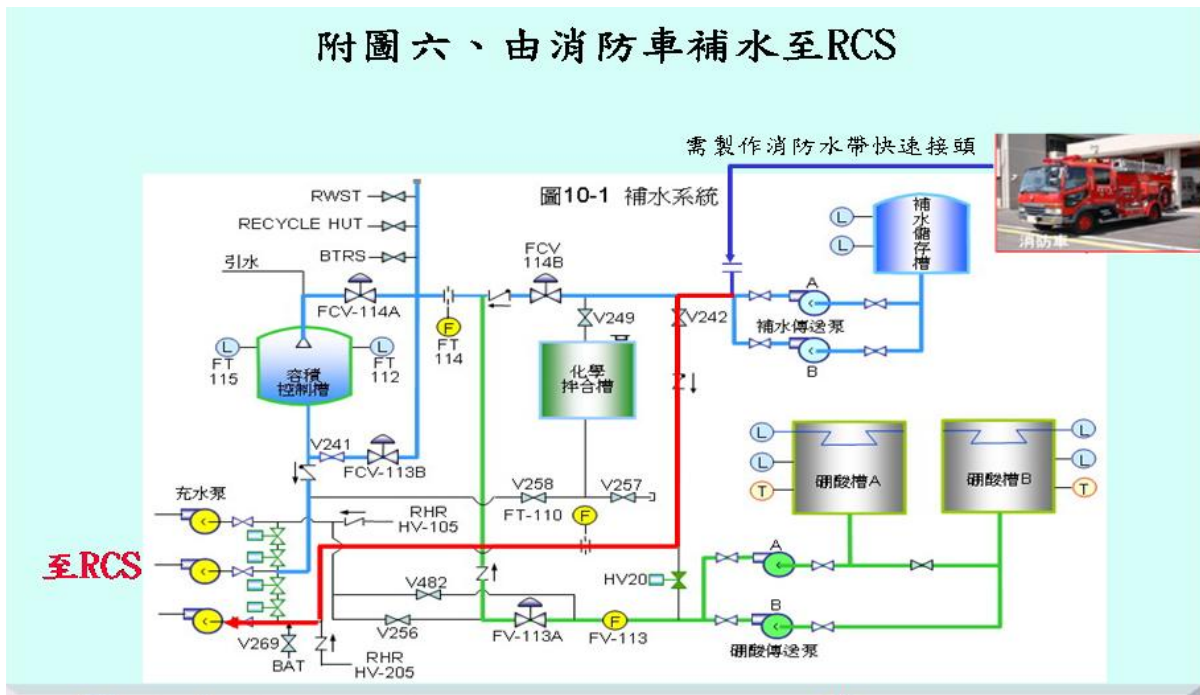 附圖六、由消防車補水至RCS
需製作消防水帶快速接頭
消防車
圖10-1 補水系統
RWST
RECYCLE HUT
BTRS
引水
FCV-114A
FCV
114B
F
FT
114
V249
V242
L
L
補水儲存槽
A
補水傳送泵
B
L
FT
115
容積
控制槽
L
FT
112
化學
拌合槽
V241
FCV-113B
V258
V257
FT-110
F
充水泵
RHR
HV-105
至RCS
L
L
T
硼酸槽A
硼酸槽B
L
L
T
HV20
A
B
硼酸傳送泵
V482
V256
FV-113A
F
FV-113
V269
BAT
RHR
HV-205